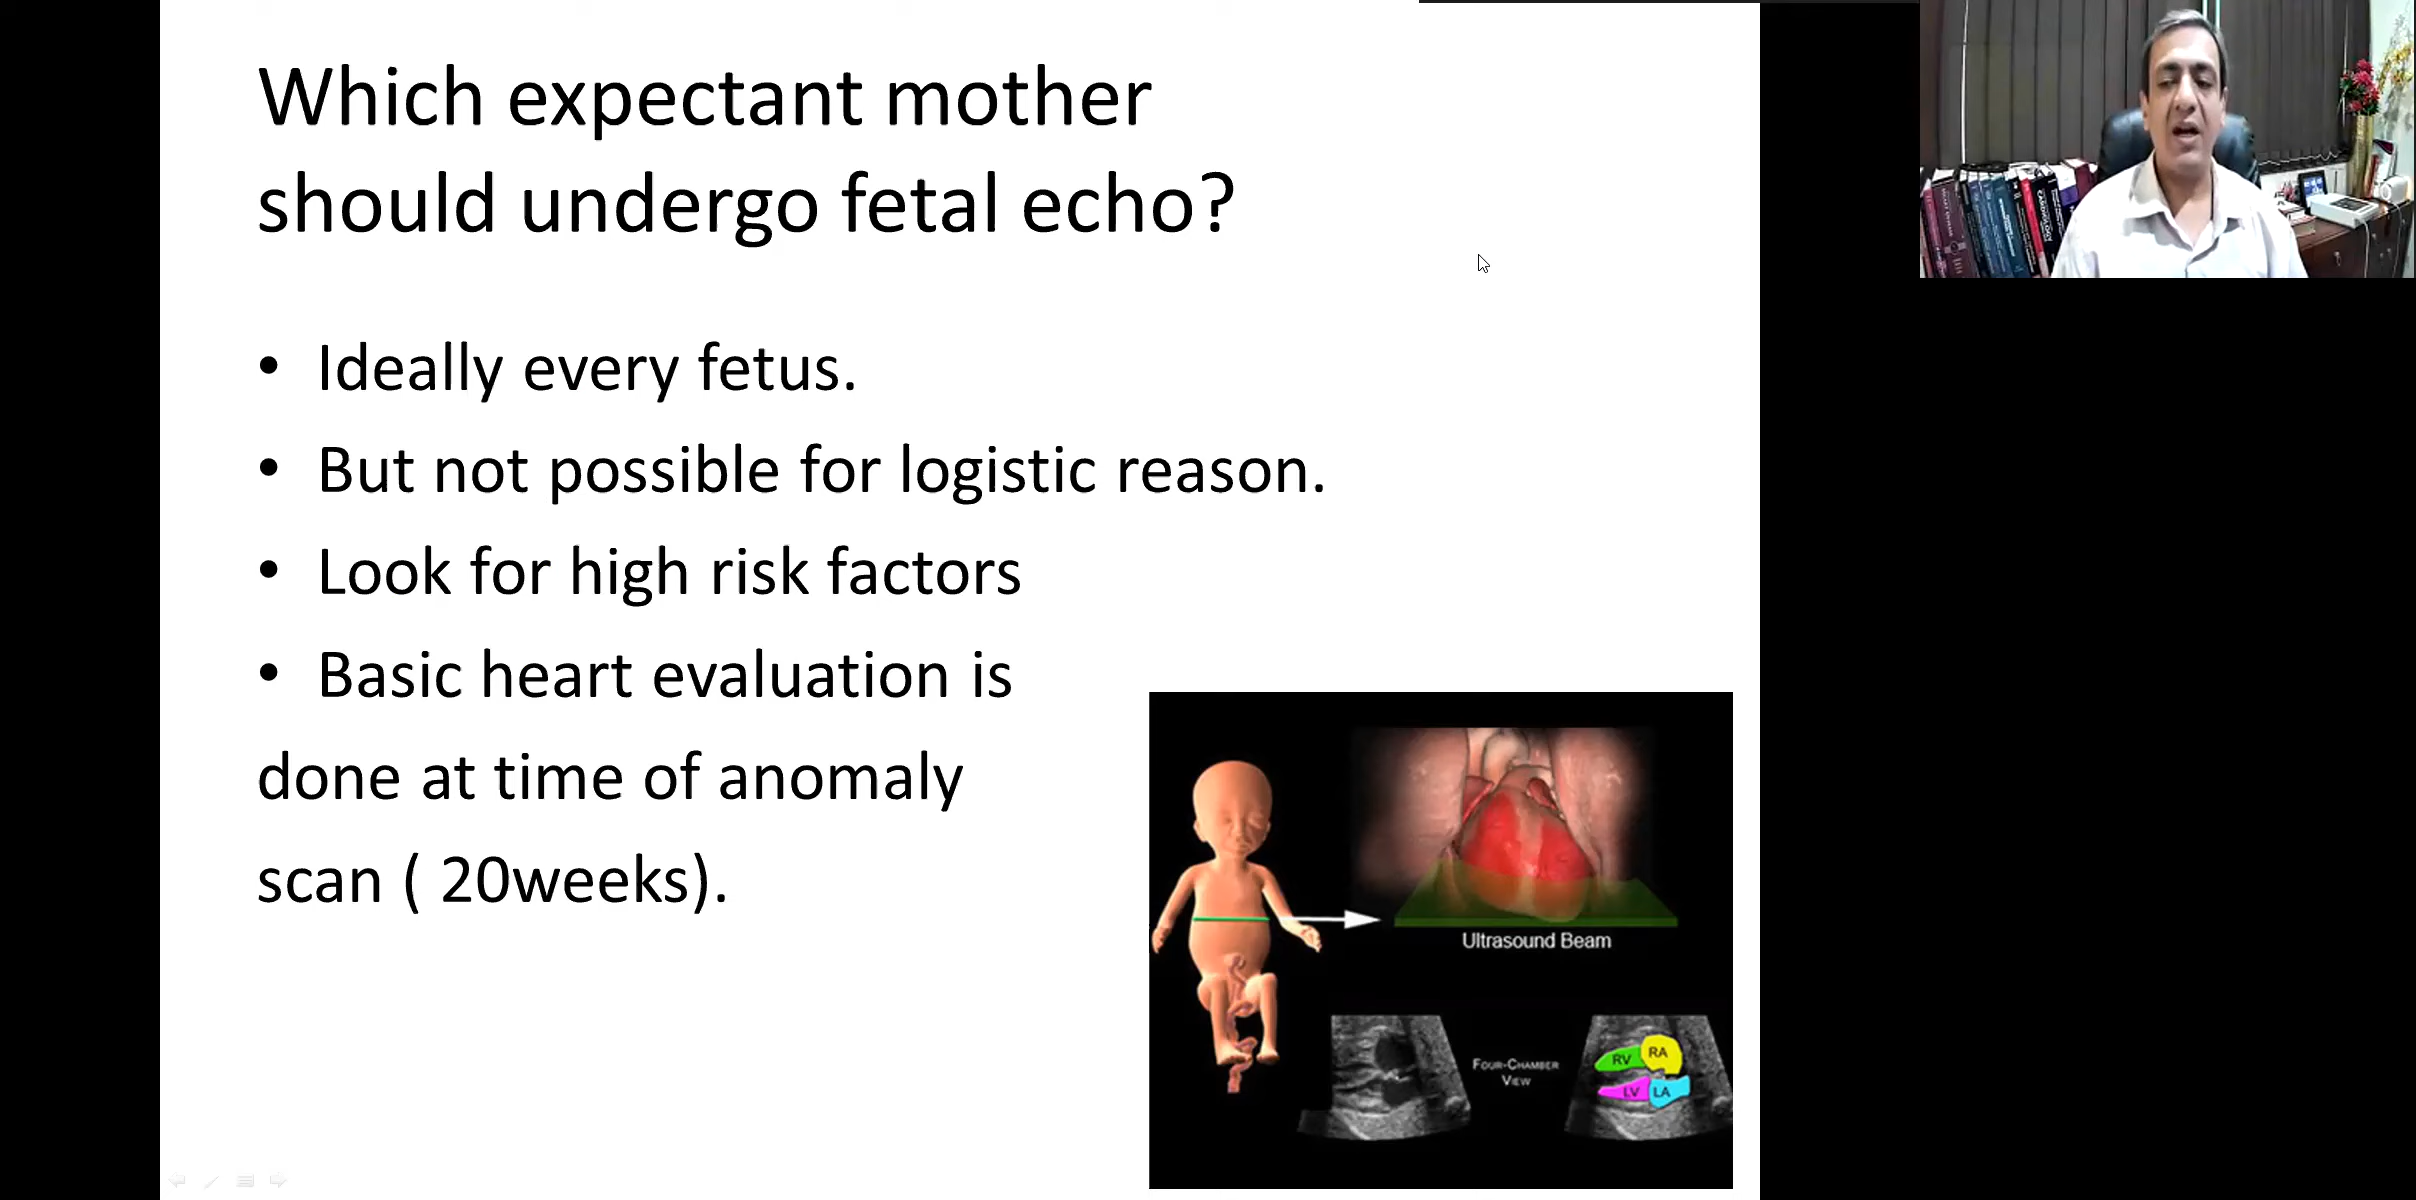 Which expectant mother
should undergo fetal echo?
• Ideally every fetus.
• But not possible for logistic reason.
• Look for high risk factors
• Basic heart evaluation is
done at time of anomaly
scan ( 20weeks).
Ultrasound Beam
FOUR-CHAMBER
VIEW
RV RA
LV LA
CARDIOLOGY